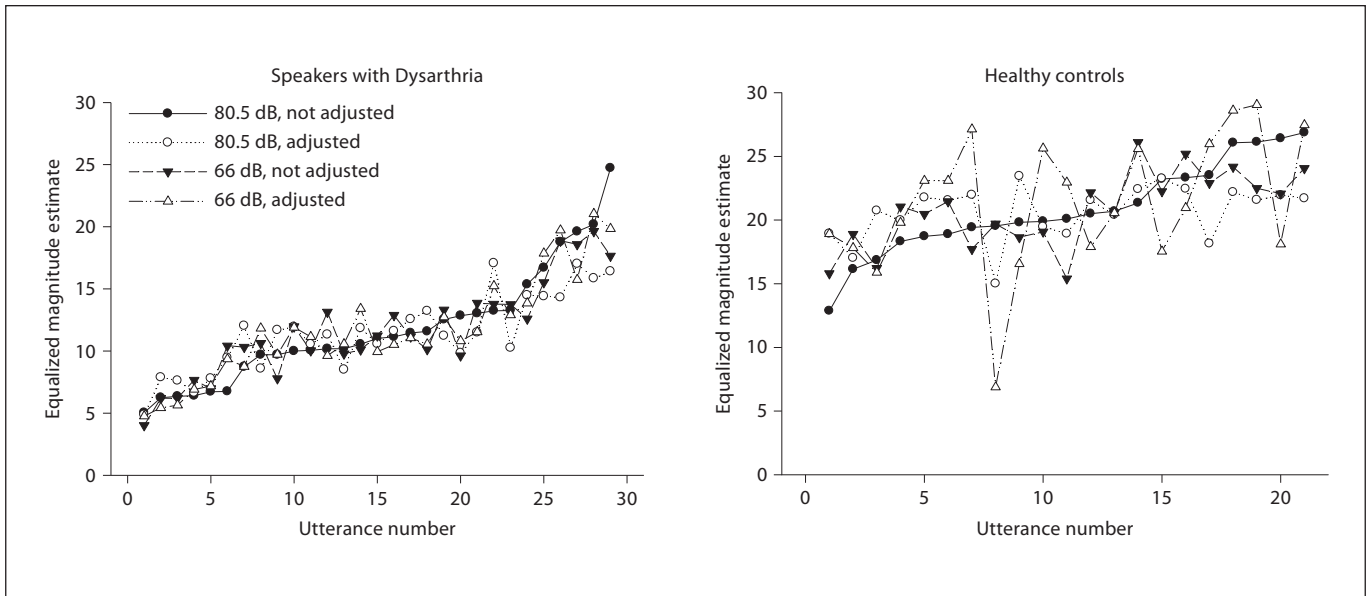 Speakers with Dysarthria
30
25
20
15
10
5
0
Equalized magnitude estimate
80.5 dB, not adjusted
80.5 dB, adjusted
66 dB, not adjusted
66 dB, adjusted
0 5 10 15 20 25 30
Utterance number
Healthy controls
30
25
20
15
10
5
0
Equalized magnitude estimate
0 5 10 15 20
Utterance number